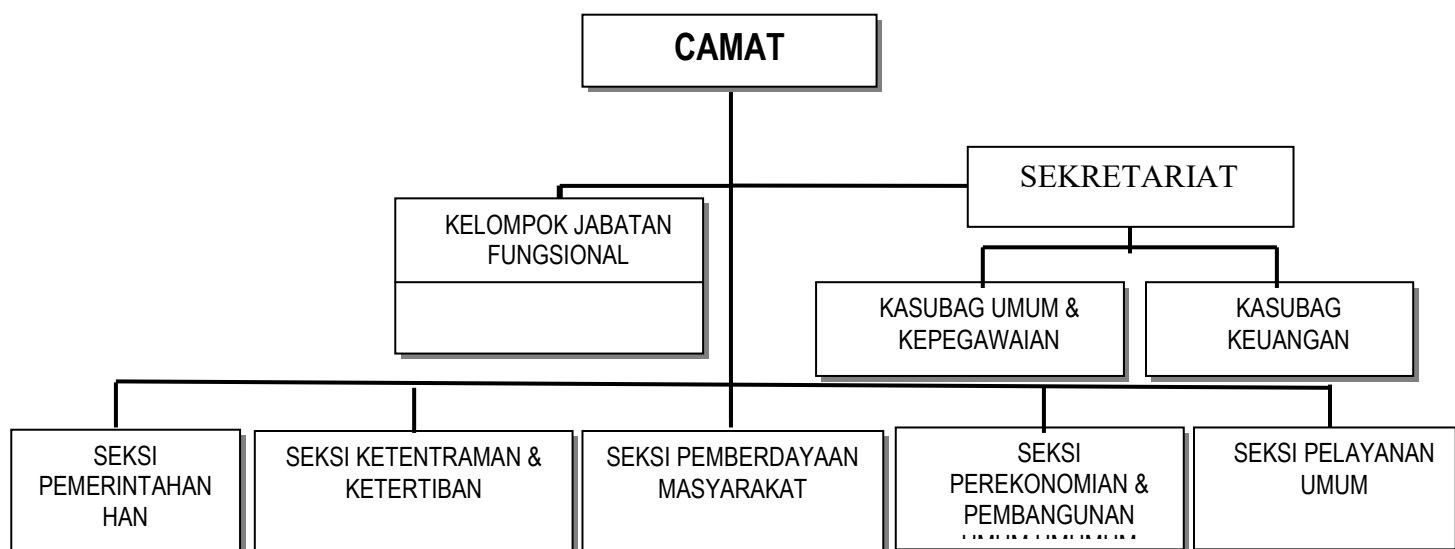 CAMAT
SEKRETARIAT
KELOMPOK JABATAN
FUNGSIONAL
KASUBAG UMUM &
KEPEGAWAIAN
KASUBAG
KEUANGAN
SEKSI
PEMERINTAHAN
HAN
SEKSI KETENTRAMAN &
KETERTIBAN
SEKSI PEMBERDAYAAN
MASYARAKAT
SEKSI
PEREKONOMIAN &
PEMBANGUNAN
SEKSI PELAYANAN
UMUM